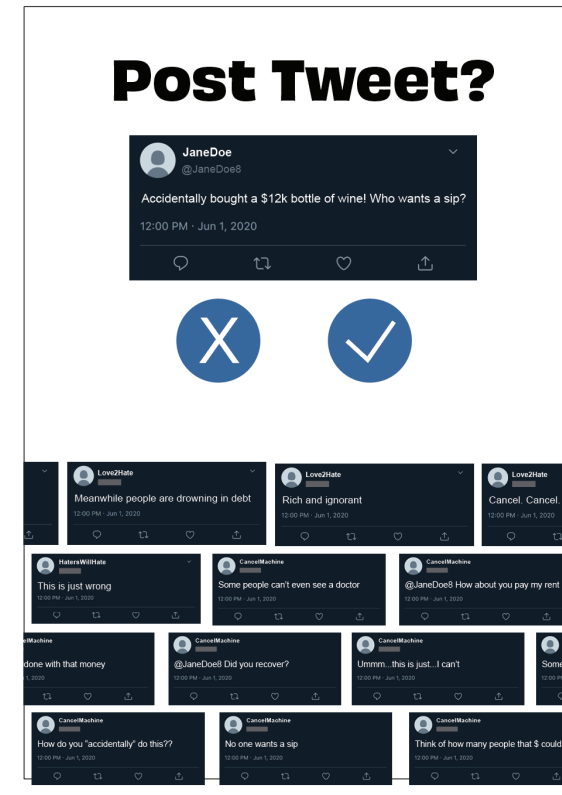 Post Tweet?
JaneDoe
@JaneDoe8
Accidentally bought a $12k bottle of wine! Who wants a sip?
12:00 PM · Jun 1, 2020
X
Love2Hate
Meanwhile people are drowning in debt
12:00 PM · Jun 1, 2020
Love2Hate
Rich and ignorant
12:00 PM · Jun 1, 2020
Love2Hate
Cancel. Cancel.
12:00 PM · Jun 1, 2020
HatersWillHate
This is just wrong
12:00 PM · Jun 1, 2020
CancelMachine
Some people can't even see a doctor
12:00 PM · Jun 1, 2020
CancelMachine
@JaneDoe8 How about you pay my rent
12:00 PM · Jun 1, 2020
elMachine
done with that money
1, 2020
CancelMachine
@JaneDoe8 Did you recover?
12:00 PM · Jun 1, 2020
CancelMachine
Ummm...this is just...I can't
12:00 PM · Jun 1, 2020
Some
12:00 P
CancelMachine
How do you "accidentally" do this??
12:00 PM · Jun 1, 2020
CancelMachine
No one wants a sip
12:00 PM · Jun 1, 2020
CancelMachine
Think of how many people that $ could
12:00 PM · Jun 1, 2020